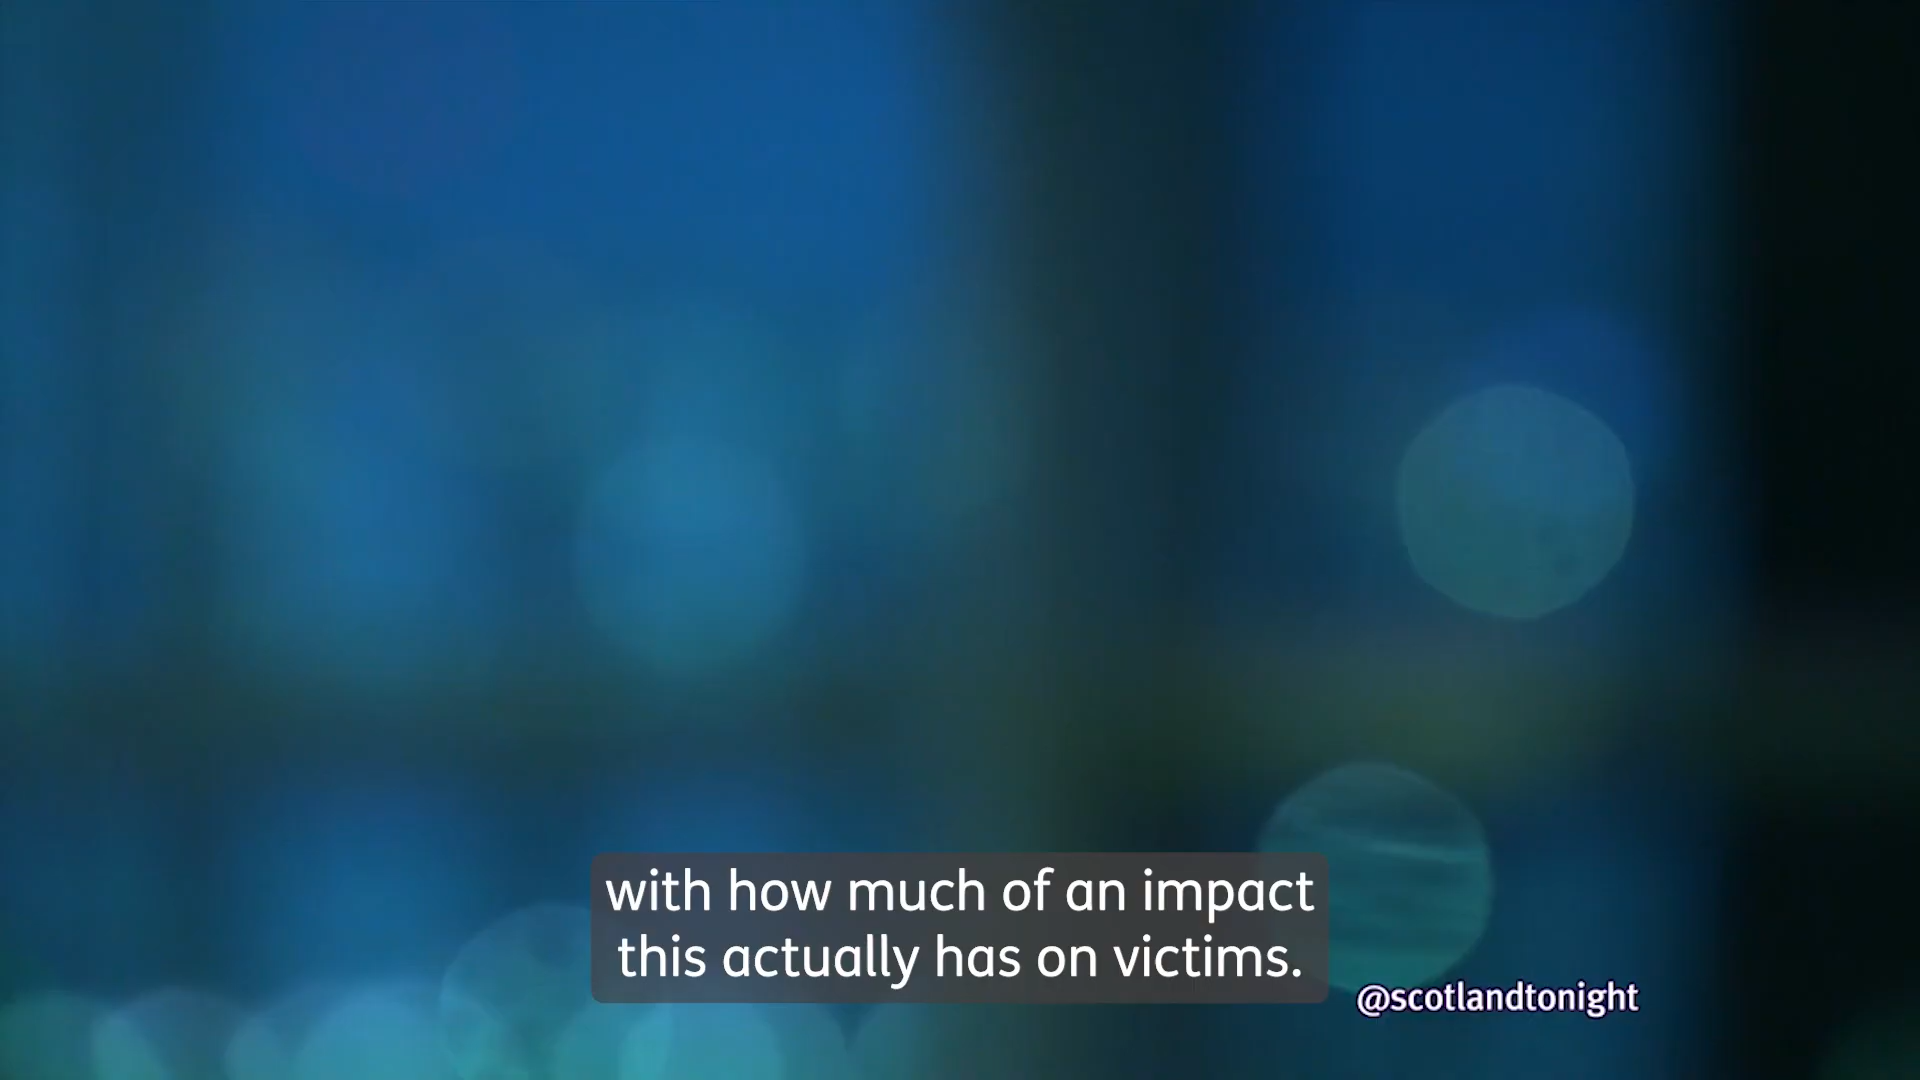 with how much of an impact
this actually has on victims.
@scotlandtonight